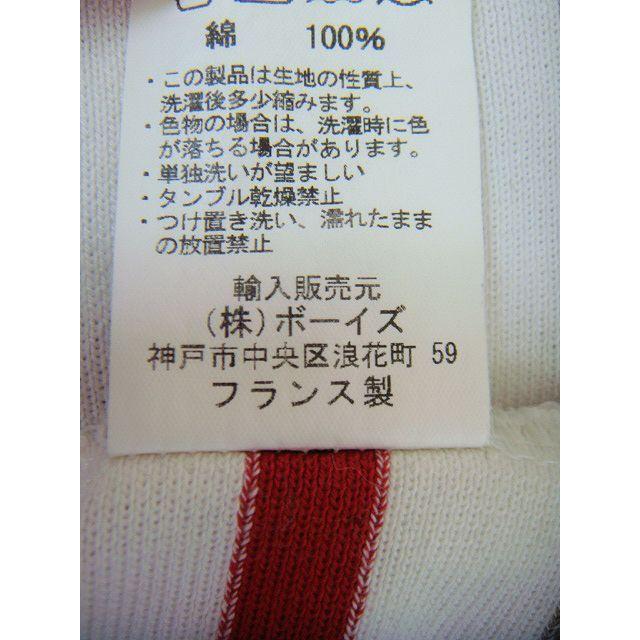 綿 100%
・この製品は生地の性質上、
洗濯後多少縮みます。
・色物の場合は、洗濯時に色
が落ちる場合があります。
・単独洗いが望ましい
・タンブル乾燥禁止
・つけ置き洗い、濡れたまま
の放置禁止
輸入販売元
(株)ボーイズ
神戸市中央区浪花町 59
フランス製